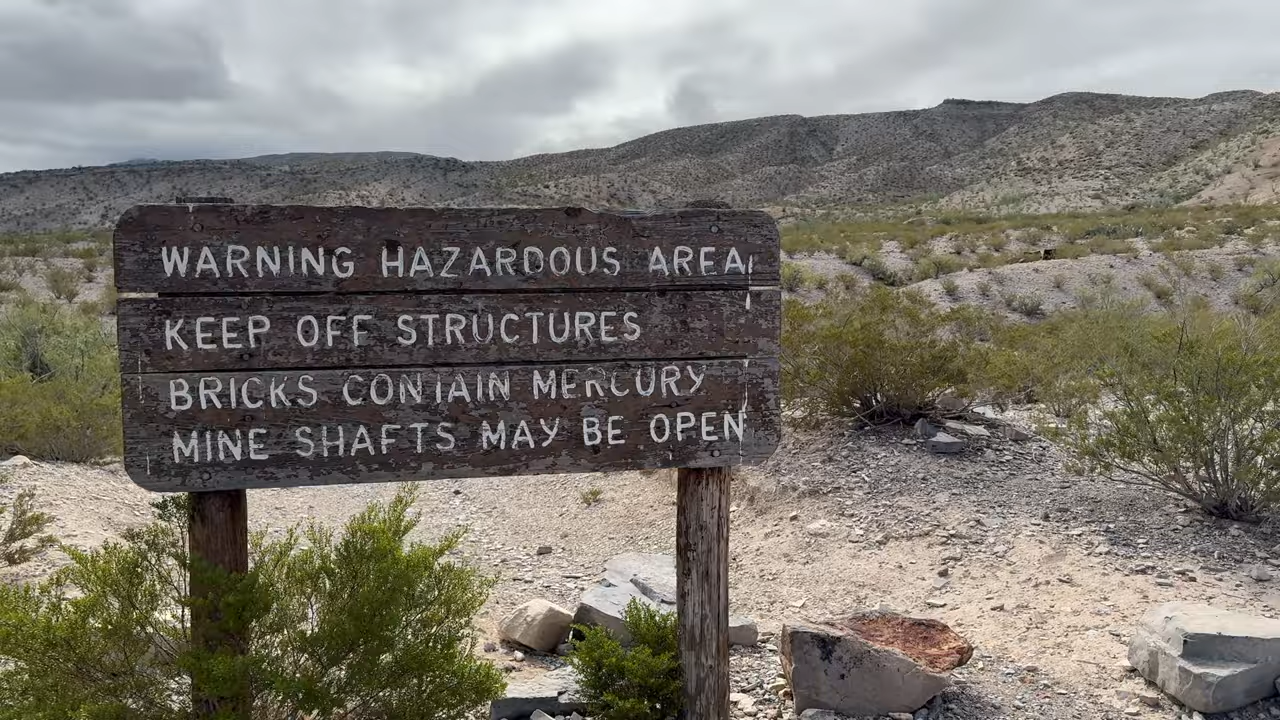 WARNING HAZARDOUS AREA
KEEP OFF STRUCTURES
BRICKS CONTAIN MERCURY
MINE SHAFTS MAY BE OPEN